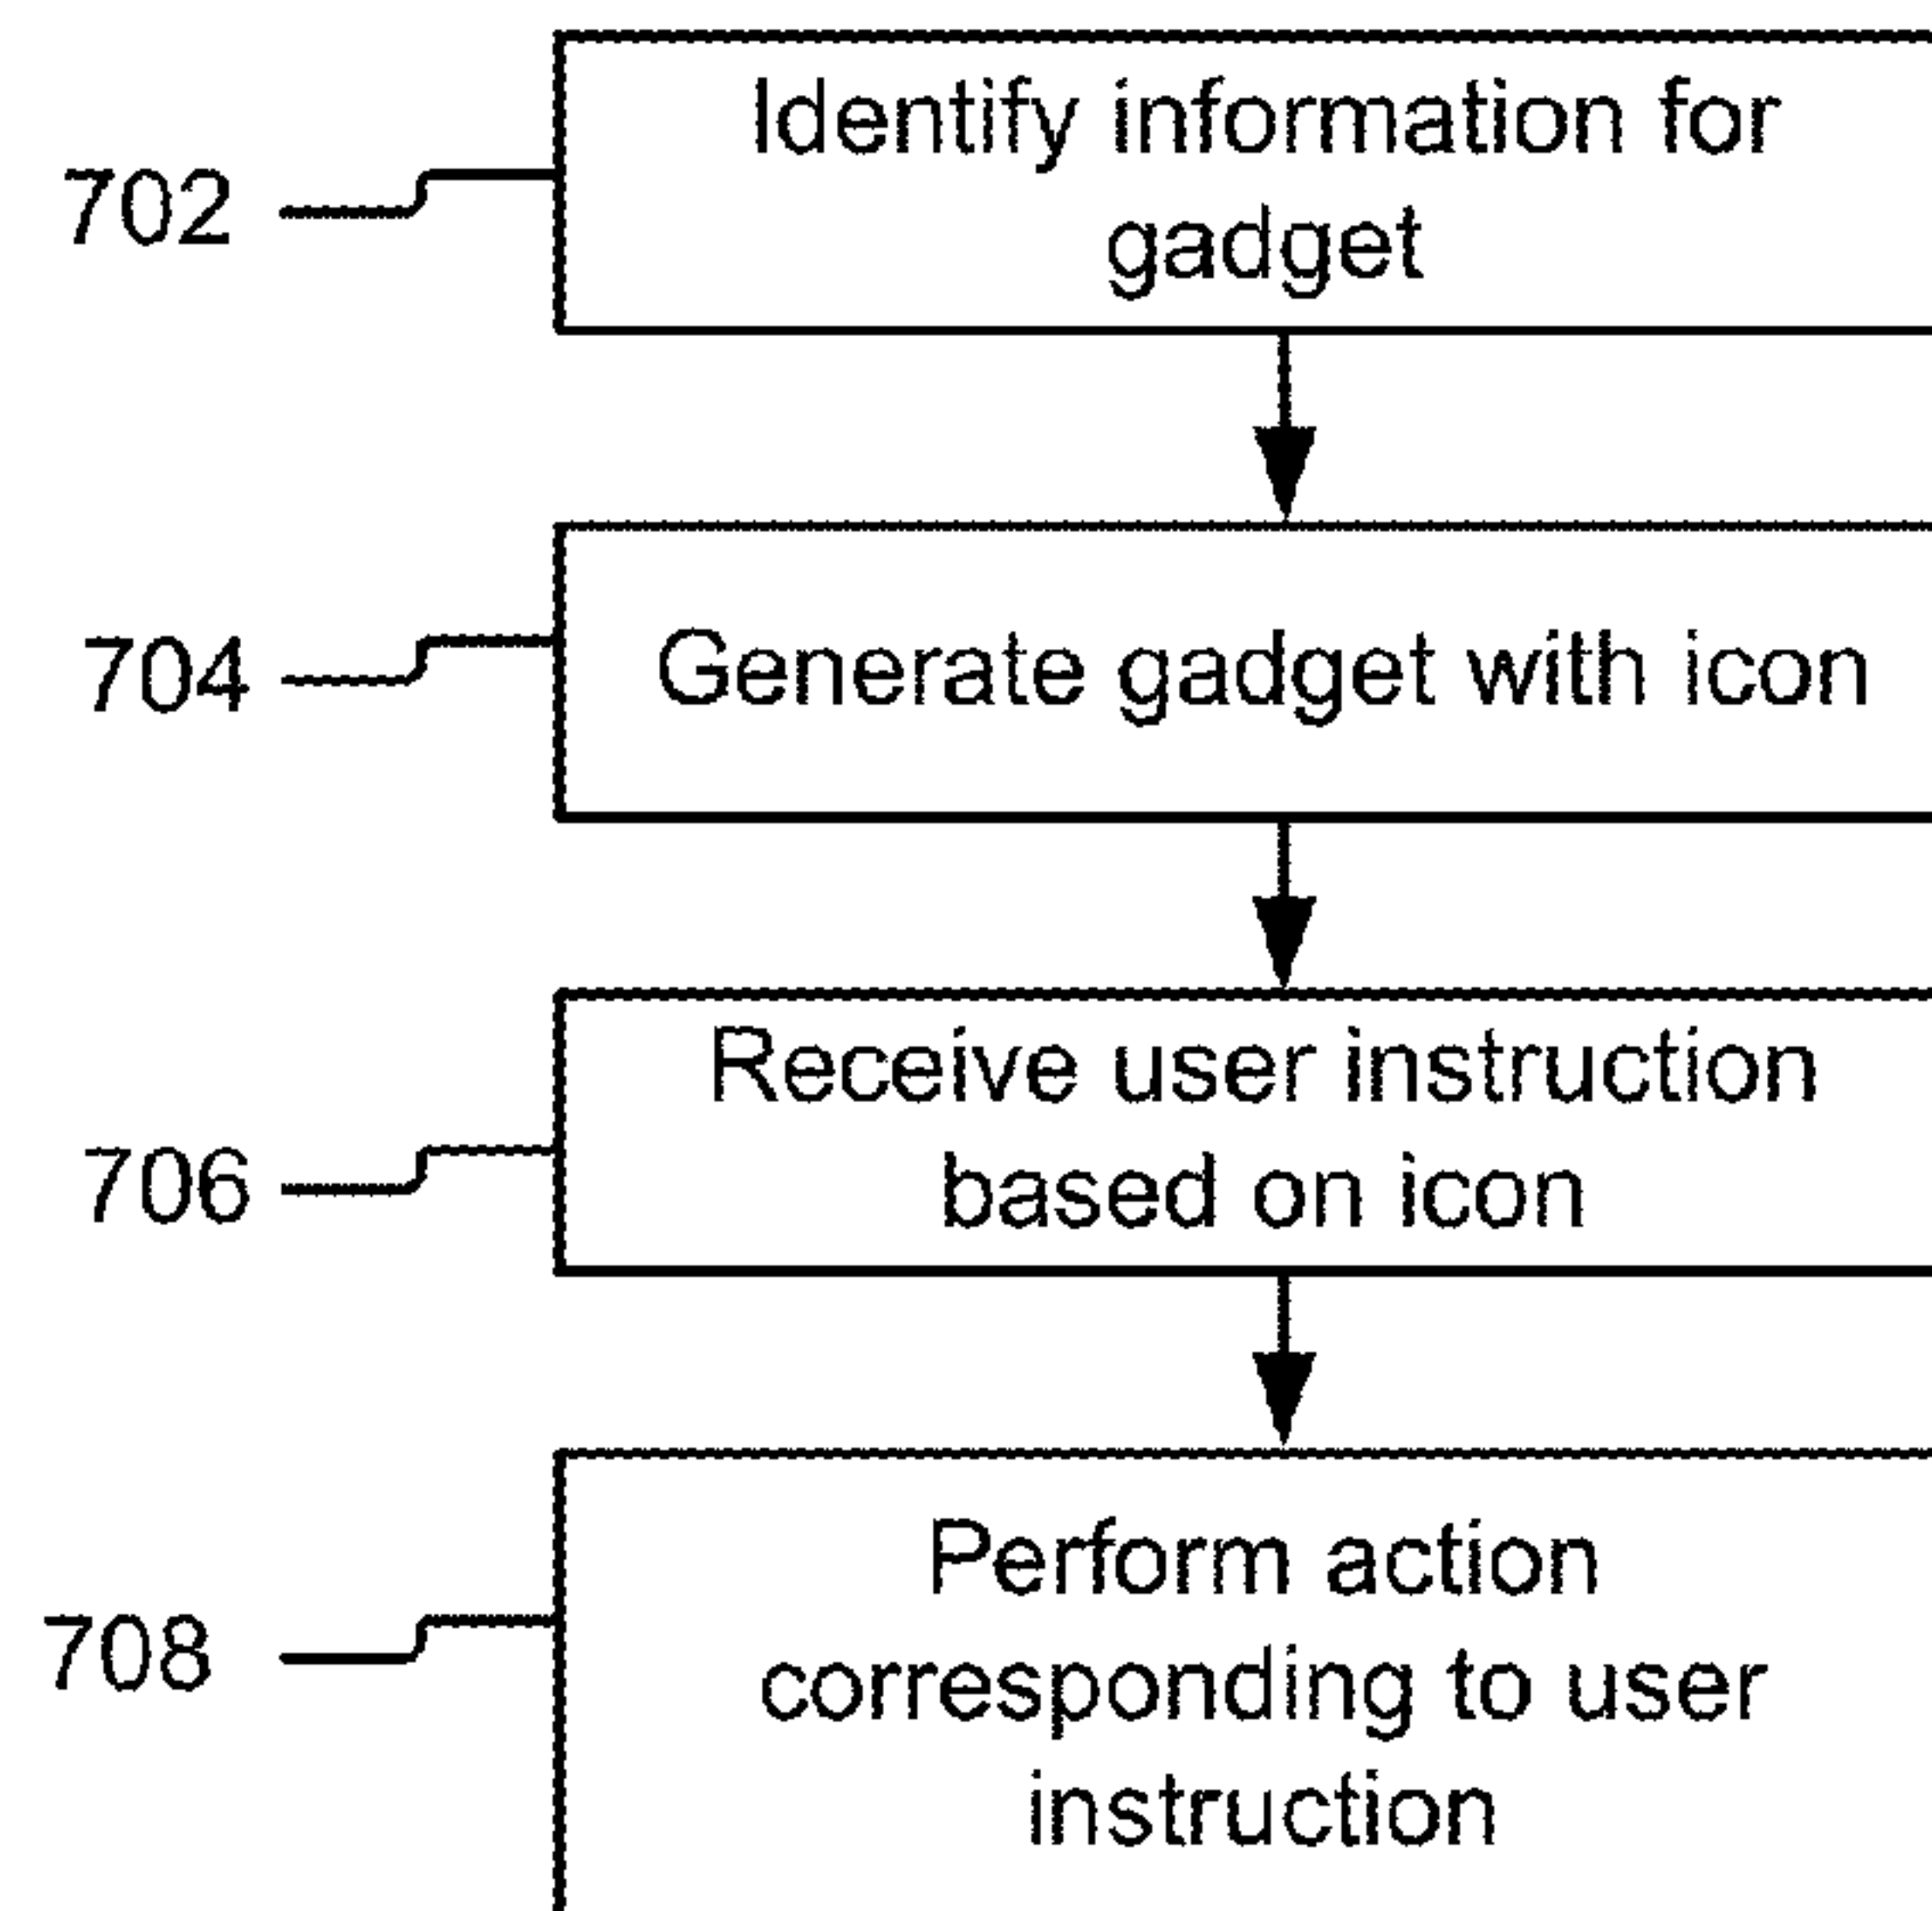 702
Identify information for
gadget
704
Generate gadget with icon
706
Receive user instruction
based on icon
708
Perform action
corresponding to user
instruction